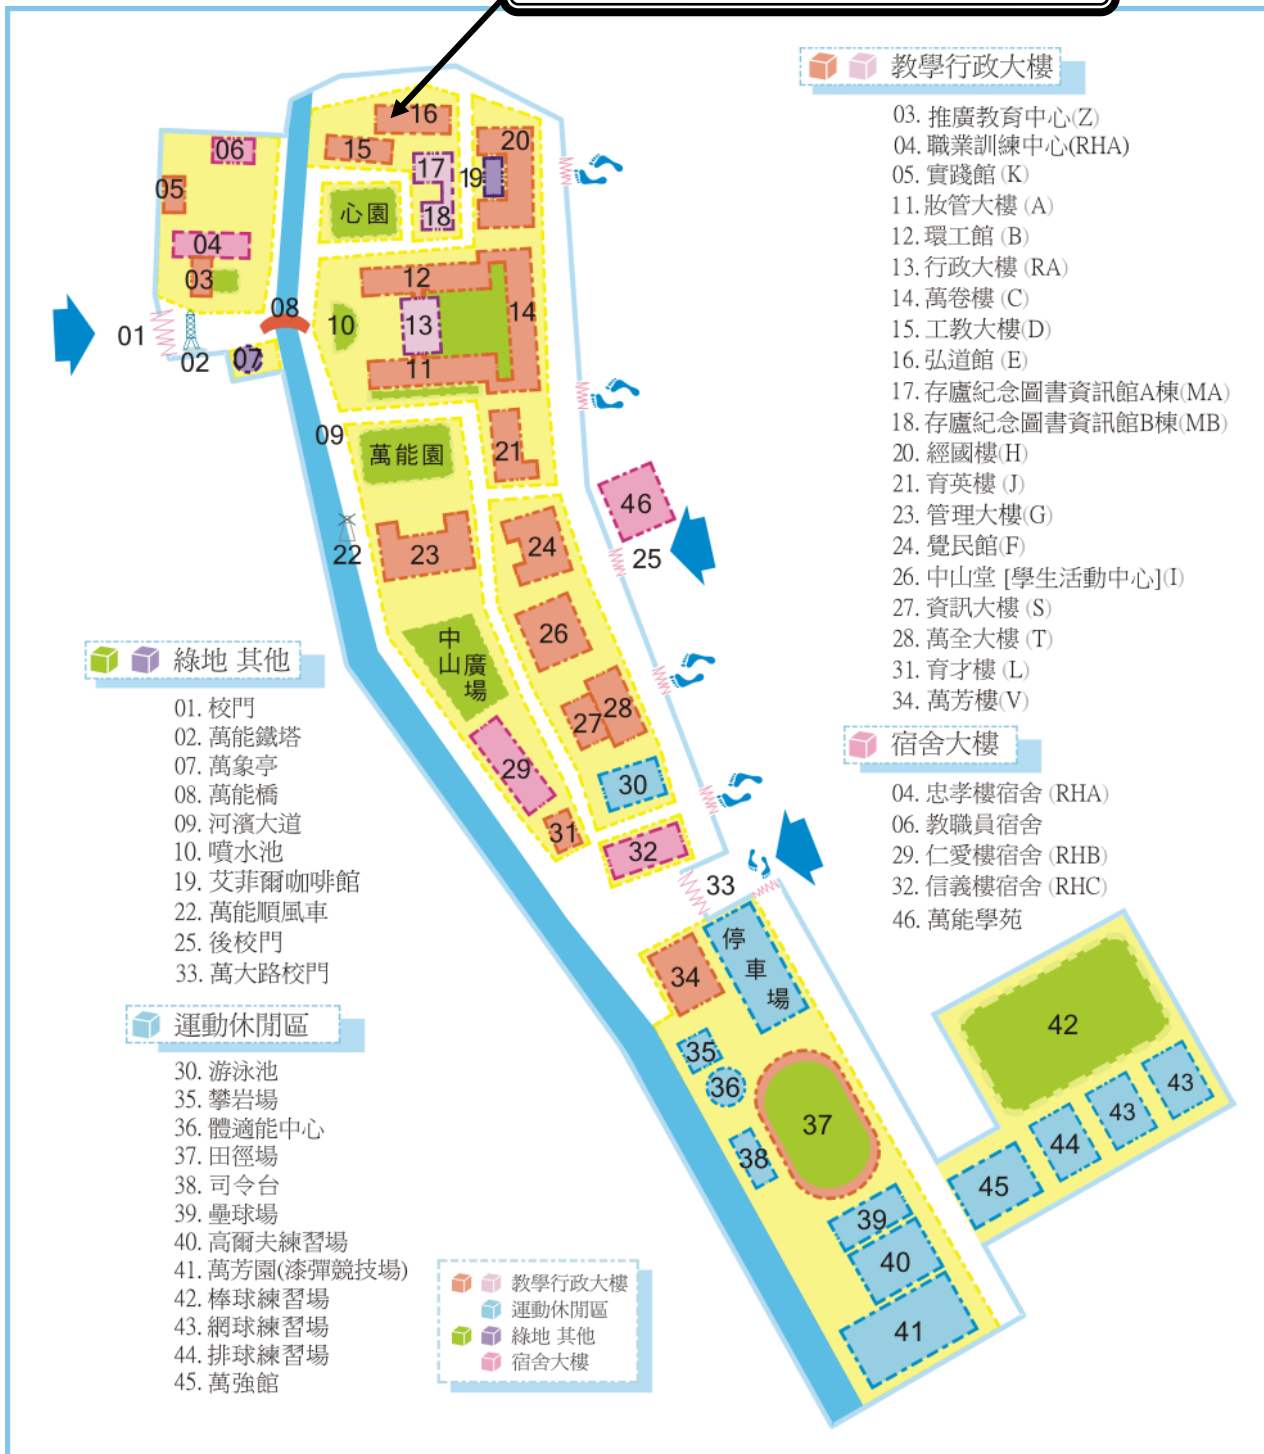 教學行政大樓
03. 推廣教育中心(Z)
04. 職業訓練中心(RHA)
05. 實踐館 (K)
11. 妝管大樓 (A)
12. 環工館 (B)
13. 行政大樓 (RA)
14. 萬卷樓 (C)
15. 工教大樓(D)
16. 弘道館 (E)
17. 存廬紀念圖書資訊館A棟(MA)
18. 存廬紀念圖書資訊館B棟(MB)
20. 經國樓(H)
21. 育英樓 (J)
23. 管理大樓(G)
24. 覺民館(F)
26. 中山堂 [學生活動中心](I)
27. 資訊大樓 (S)
28. 萬全大樓 (T)
31. 育才樓 (L)
34. 萬芳樓(V)
宿舍大樓
04. 忠孝樓宿舍 (RHA)
06. 教職員宿舍
29. 仁愛樓宿舍 (RHB)
32. 信義樓宿舍 (RHC)
46. 萬能學苑
綠地 其他
01. 校門
02. 萬能鐵塔
07. 萬象亭
08. 萬能橋
09. 河濱大道
10. 噴水池
19. 艾菲爾咖啡館
22. 萬能順風車
25. 後校門
33. 萬大路校門
運動休閒區
30. 游泳池
35. 攀岩場
36. 體適能中心
37. 田徑場
38. 司令台
39. 壘球場
40. 高爾夫練習場
41. 萬芳園(漆彈競技場)
42. 棒球練習場
43. 網球練習場
44. 排球練習場
45. 萬強館
教學行政大樓
運動休閒區
綠地 其他
宿舍大樓
16
15
06
20
17
19
05
18
心園
04
03
12
08
14
10
13
01
02
07
11
09
萬能園
21
46
22
23
24
25
26
中山廣場
27
28
29
30
31
32
33
停車場
34
35
36
37
38
39
40
41
42
43
43
44
45